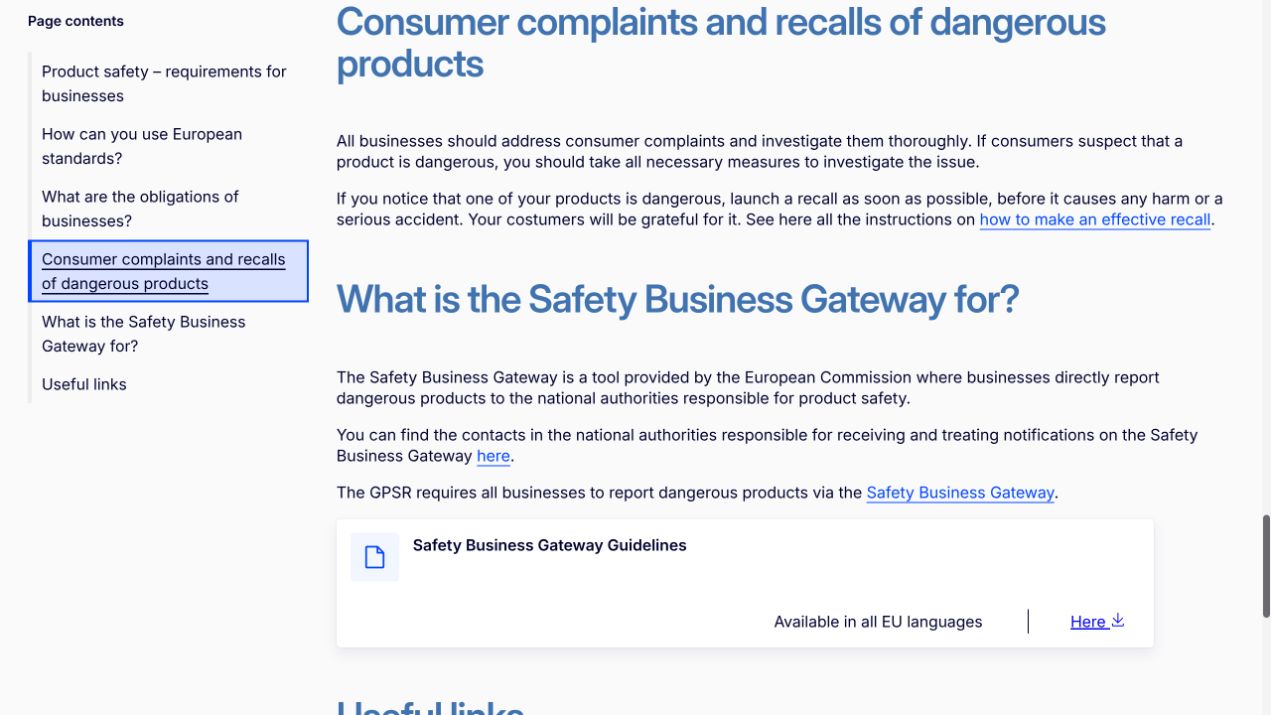 Page contents
Product safety – requirements for
businesses
How can you use European
standards?
What are the obligations of
businesses?
Consumer complaints and recalls
of dangerous products
What is the Safety Business
Gateway for?
Useful links
Consumer complaints and recalls of dangerous
products
All businesses should address consumer complaints and investigate them thoroughly. If consumers suspect that a
product is dangerous, you should take all necessary measures to investigate the issue.
If you notice that one of your products is dangerous, launch a recall as soon as possible, before it causes any harm or a
serious accident. Your costumers will be grateful for it. See here all the instructions on how to make an effective recall.
What is the Safety Business Gateway for?
The Safety Business Gateway is a tool provided by the European Commission where businesses directly report
dangerous products to the national authorities responsible for product safety.
You can find the contacts in the national authorities responsible for receiving and treating notifications on the Safety
Business Gateway here.
The GPSR requires all businesses to report dangerous products via the Safety Business Gateway.
Safety Business Gateway Guidelines
Available in all EU languages
Here
Useful links